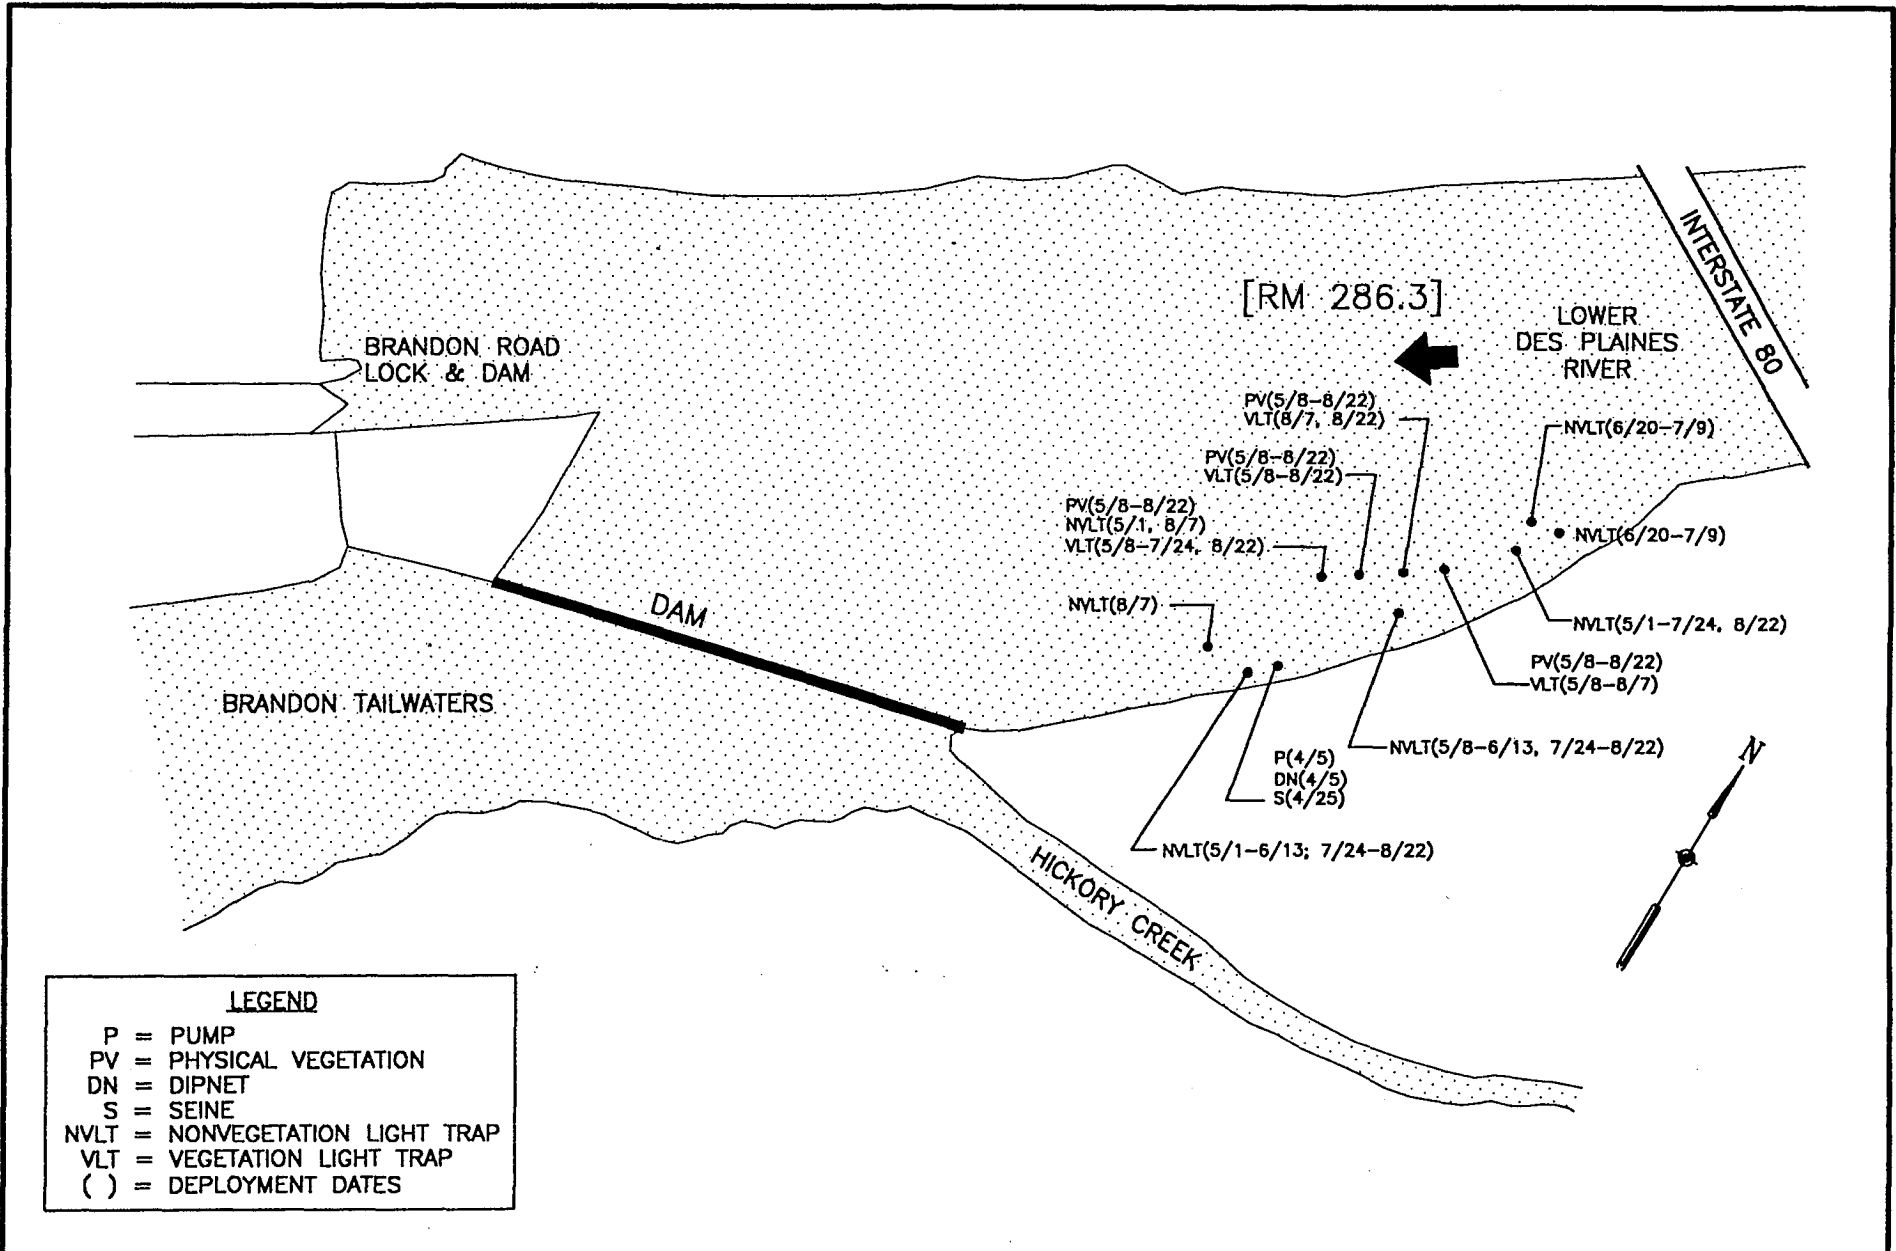 [RM 286.3]
INTERSTATE 80
LOWER
DES PLAINES
RIVER
BRANDON ROAD
LOCK & DAM
PV(5/8-8/22)
VLT(8/7, 8/22)
NVLT(6/20-7/9)
PV(5/8-8/22)
VLT(5/8-8/22)
PV(5/8-8/22)
NVLT(5/1, 8/7)
VLT(5/8-7/24, 8/22)
NVLT(6/20-7/9)
NVLT(8/7)
DAM
NVLT(5/1-7/24, 8/22)
PV(5/8-8/22)
VLT(5/8-8/7)
BRANDON TAILWATERS
NVLT(5/8-6/13, 7/24-8/22)
P(4/5)
DN(4/5)
S(4/25)
N
NVLT(5/1-6/13; 7/24-8/22)
HICKORY CREEK
LEGEND
P = PUMP
PV = PHYSICAL VEGETATION
DN = DIPNET
S = SEINE
NVLT = NONVEGETATION LIGHT TRAP
VLT = VEGETATION LIGHT TRAP
( ) = DEPLOYMENT DATES